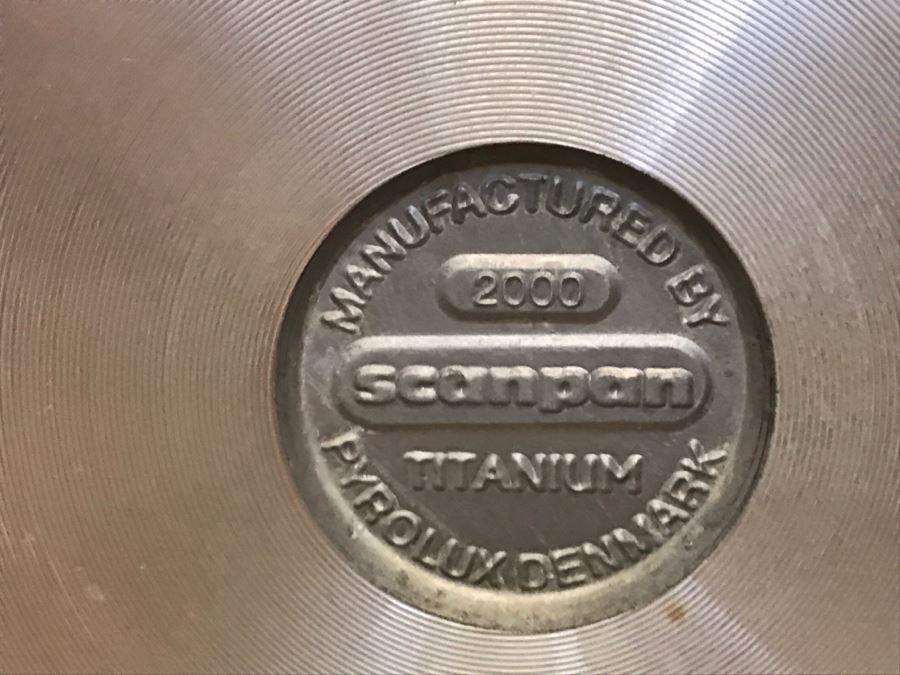 MANUFACTURED BY
2000
scanpan
TITANIUM
PYROLUX DENMARK